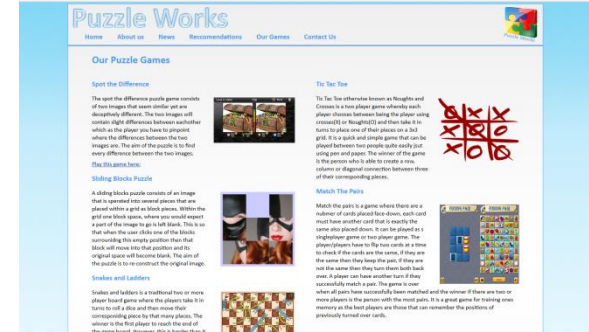 Puzzle Works
Home About us News Reccomendations Our Games Contact Us
Our Puzzle Games
Spot the Difference
The spot the difference puzzle game consists
of two images that seem similar yet are
deceptively different. The two images will
contain slight differences between eachother
which as the player you have to pinpoint
where the differences between the two
images are. The aim of the puzzle is to find
every difference between the two images.
Play this game here:
Sliding Blocks Puzzle
A sliding blocks puzzle consists of an image
that is sperated into several pieces that are
placed within a grid as block pieces. Within the
grid one block space, where you would expect
a part of the image to go is left blank. This is so
that when the user clicks one of the blocks
surrounding this empty position then that
block will move into that position and its
original space will become blank. The aim of
the puzzle is to re-construct the original image.
Snakes and Ladders
Snakes and ladders is a traditional two or more
player board game where the players take it in
turns to roll a dice and then move their
corresponding piece by that many places. The
winner is the first player to reach the end of
the game board. However, this is harder than it
Tic Tac Toe
Tic Tac Toe otherwise known as Noughts and
Crosses is a two player game whereby each
player chooses between being the player using
crosses(X) or Noughts(O) and then take it in
turns to place one of their pieces on a 3x3
grid. It is a quick and simple game that can be
played between two people quite easily jsut
using pen and paper. The winner of the game
is the person who is able to create a row,
column or diagonal connection between three
of their corresponding pieces.
Match The Pairs
Match the pairs is a game where there are a
nubmer of cards placed face-down, each card
must have another card that is exactly the
same also placed down. It can be played as a
singleplayer game or two player game. The
player/players have to flip two cards at a time
to check if the cards are the same, if they are
the same then they keep the pair, if they are
not the same then they turn them both back
over. A player can have another turn if they
successfully match a pair. The game is over
when all pairs have successfully been matched and the winner if there are two or
more players is the person with the most pairs. It is a great game for training ones
memory as the best players are those that can remember the positions of
previously turned over cards.